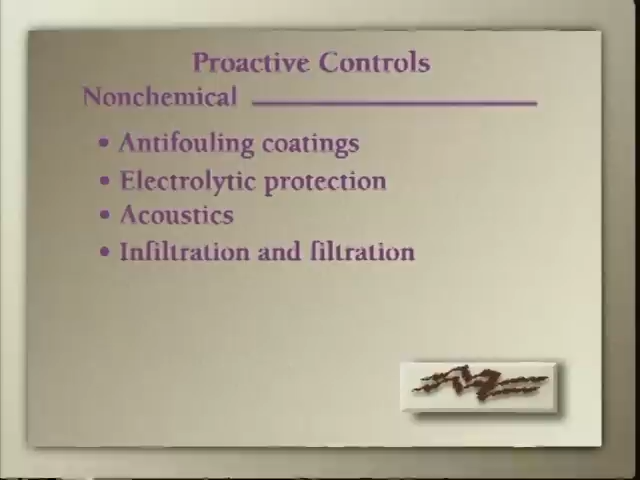 Proactive Controls
Nonchemical
• Antifouling coatings
• Electrolytic protection
• Acoustics
• Infiltration and filtration